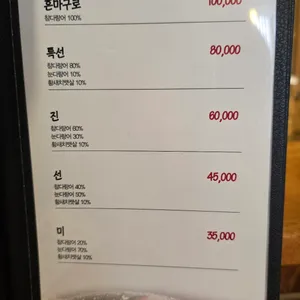 혼마구로 100,000
참다랑어 100%
특선 80,000
참다랑어 80%
눈다랑어 10%
황새치뱃살 10%
진 60,000
참다랑어 60%
눈다랑어 30%
황새치뱃살 10%
선 45,000
참다랑어 40%
눈다랑어 50%
황새치뱃살 10%
미 35,000
참다랑어 20%
눈다랑어 70%
황새치뱃살 10%